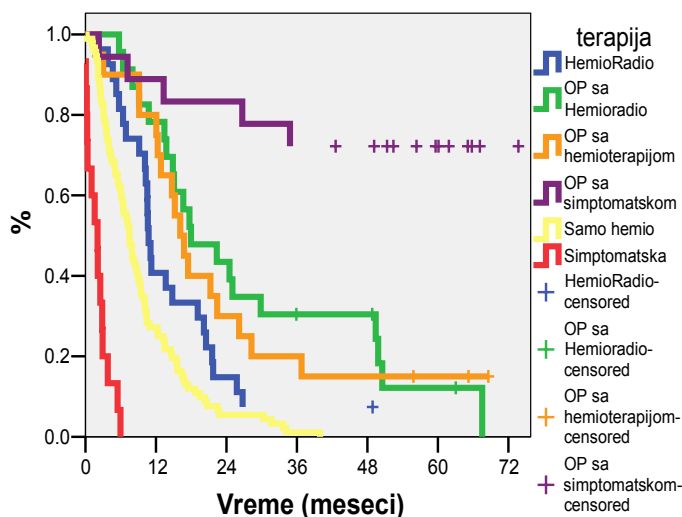 terapija
HemioRadio
OP sa
Hemioradio
OP sa
hemioterapijom
OP sa
simptomatskom
Samo hemio
Simptomatska
HemioRadio-
censored
OP sa
Hemioradio-
censored
OP sa
hemioterapijom-
censored
OP sa
simptomatskom-
censored
%
1.0
0.8
0.6
0.4
0.2
0.0
0 12 24 36 48 60 72
Vreme (meseci)